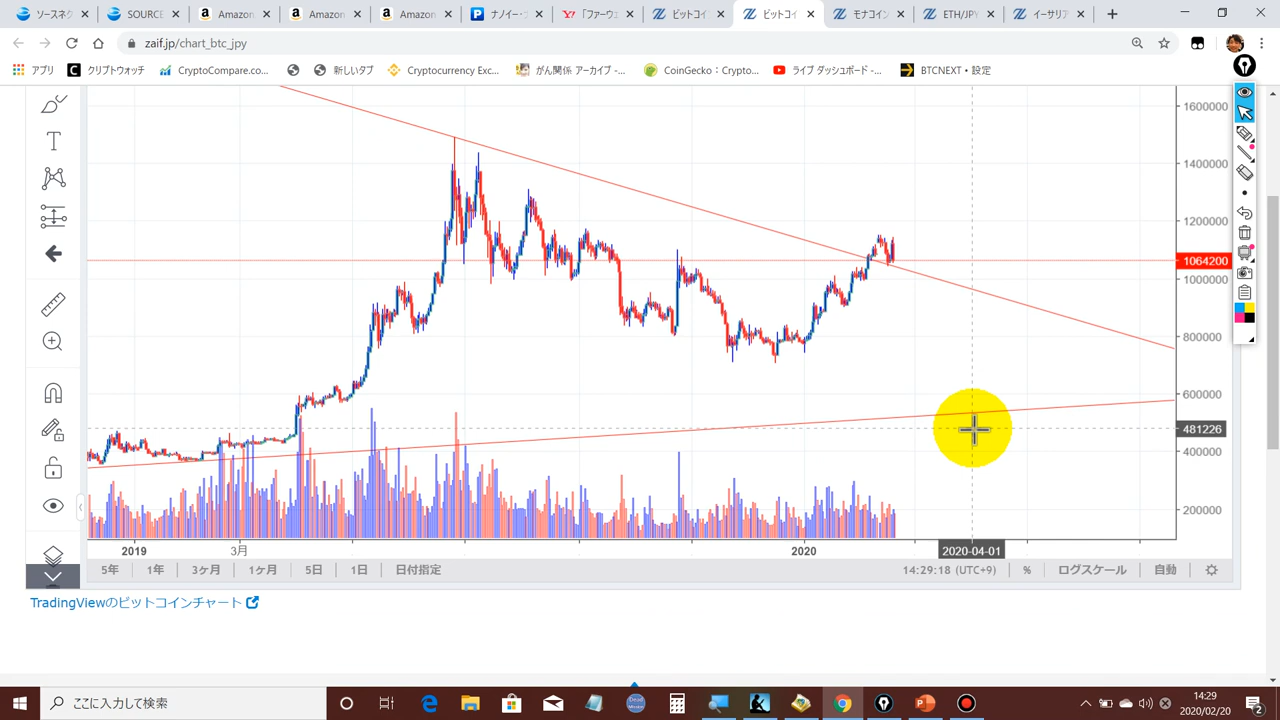 ソースネク
SOURCE
Amazon
Amazon
Amazon
ナノイー・フ
「ファーウェ
ビットコイ
ビットコイ
モナコイン
ETH/JPY
イーサリア
zaif.jp/chart_btc_jpy
アプリ
クリプトウォッチ
CryptoCompare.co...
新しいタブ
Cryptocurrency Exc...
がん関係 アーカイブ - ...
CoinGecko：Crypto...
ライブ ダッシュボード - ...
BTCNEXT • 設定
1600000
1400000
1200000
1064200
1000000
800000
600000
481226
400000
200000
2019
3月
2020
2020-04-01
5年
1年
3ヶ月
1ヶ月
5日
1日
日付指定
14:29:18 (UTC+9)
%
ログスケール
自動
TradingViewのビットコインチャート
ここに入力して検索
14:29
2020/02/20
2